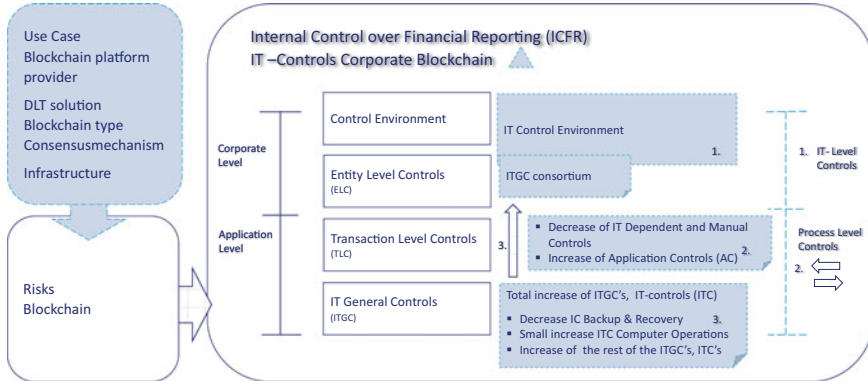 Use Case
Blockchain platform
provider
DLT solution
Blockchain type
Consensusmechanism
Infrastructure
Risks
Blockchain
Internal Control over Financial Reporting (ICFR)
IT –Controls Corporate Blockchain
Corporate
Level
Application
Level
Control Environment
Entity Level Controls
(ELC)
Transaction Level Controls
(TLC)
IT General Controls
(ITGC)
IT Control Environment
1.
ITGC consortium
3.
▪ Decrease of IT Dependent and Manual
Controls
▪ Increase of Application Controls (AC)
2.
Total increase of ITGC's, IT-controls (ITC)
▪ Decrease IC Backup & Recovery
3.
▪ Small increase ITC Computer Operations
▪ Increase of the rest of the ITGC's, ITC's
1. IT- Level
Controls
Process Level
Controls
2.